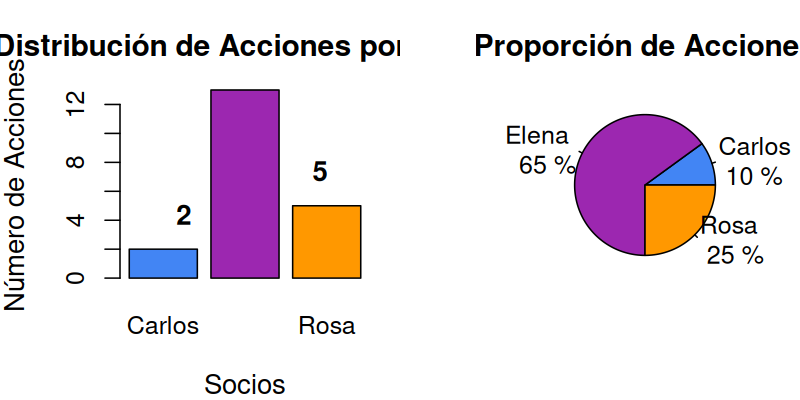 Distribución de Acciones por
Número de Acciones
12
8
4
0
2
5
Carlos
Rosa
Socios
Proporción de Accione
Elena
65 %
Carlos
10 %
Rosa
25 %